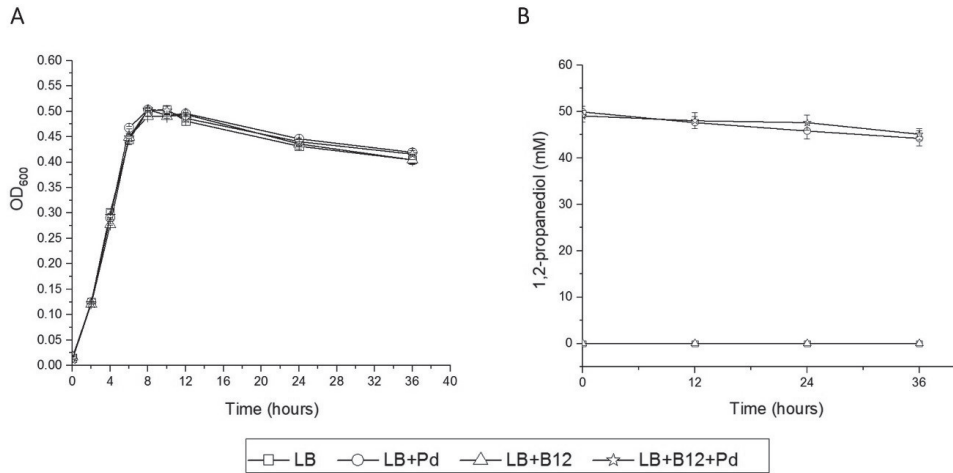 A
B
0.60
0.55
0.50
0.45
0.40
0.35
0.30
0.25
0.20
0.15
0.10
0.05
0.00
OD600
0 4 8 12 16 20 24 28 32 36 40
Time (hours)
60
50
40
30
20
10
0
1,2-propanediol (mM)
0 12 24 36
Time (hours)
LB LB+Pd LB+B12 LB+B12+Pd